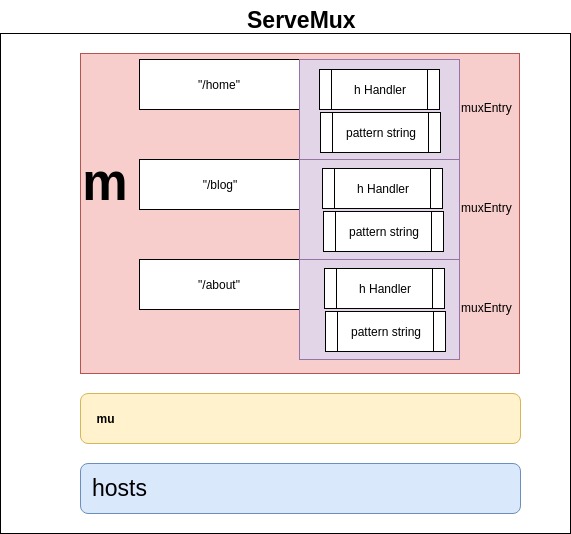 ServeMux
"/home"
h Handler
muxEntry
pattern string
m
"/blog"
h Handler
muxEntry
pattern string
"/about"
h Handler
muxEntry
pattern string
mu
hosts